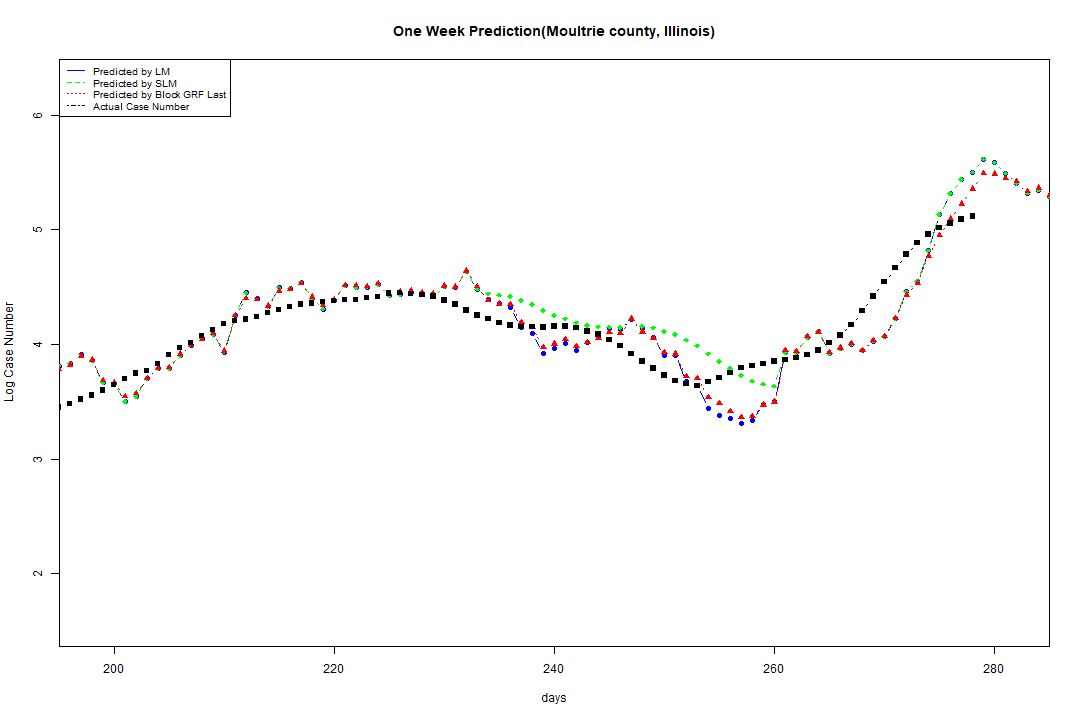 One Week Prediction(Moultrie county, Illinois)
Predicted by LM
Predicted by SLM
Predicted by Block GRF Last
Actual Case Number
6
5
4
3
2
Log Case Number
200
220
240
260
280
days